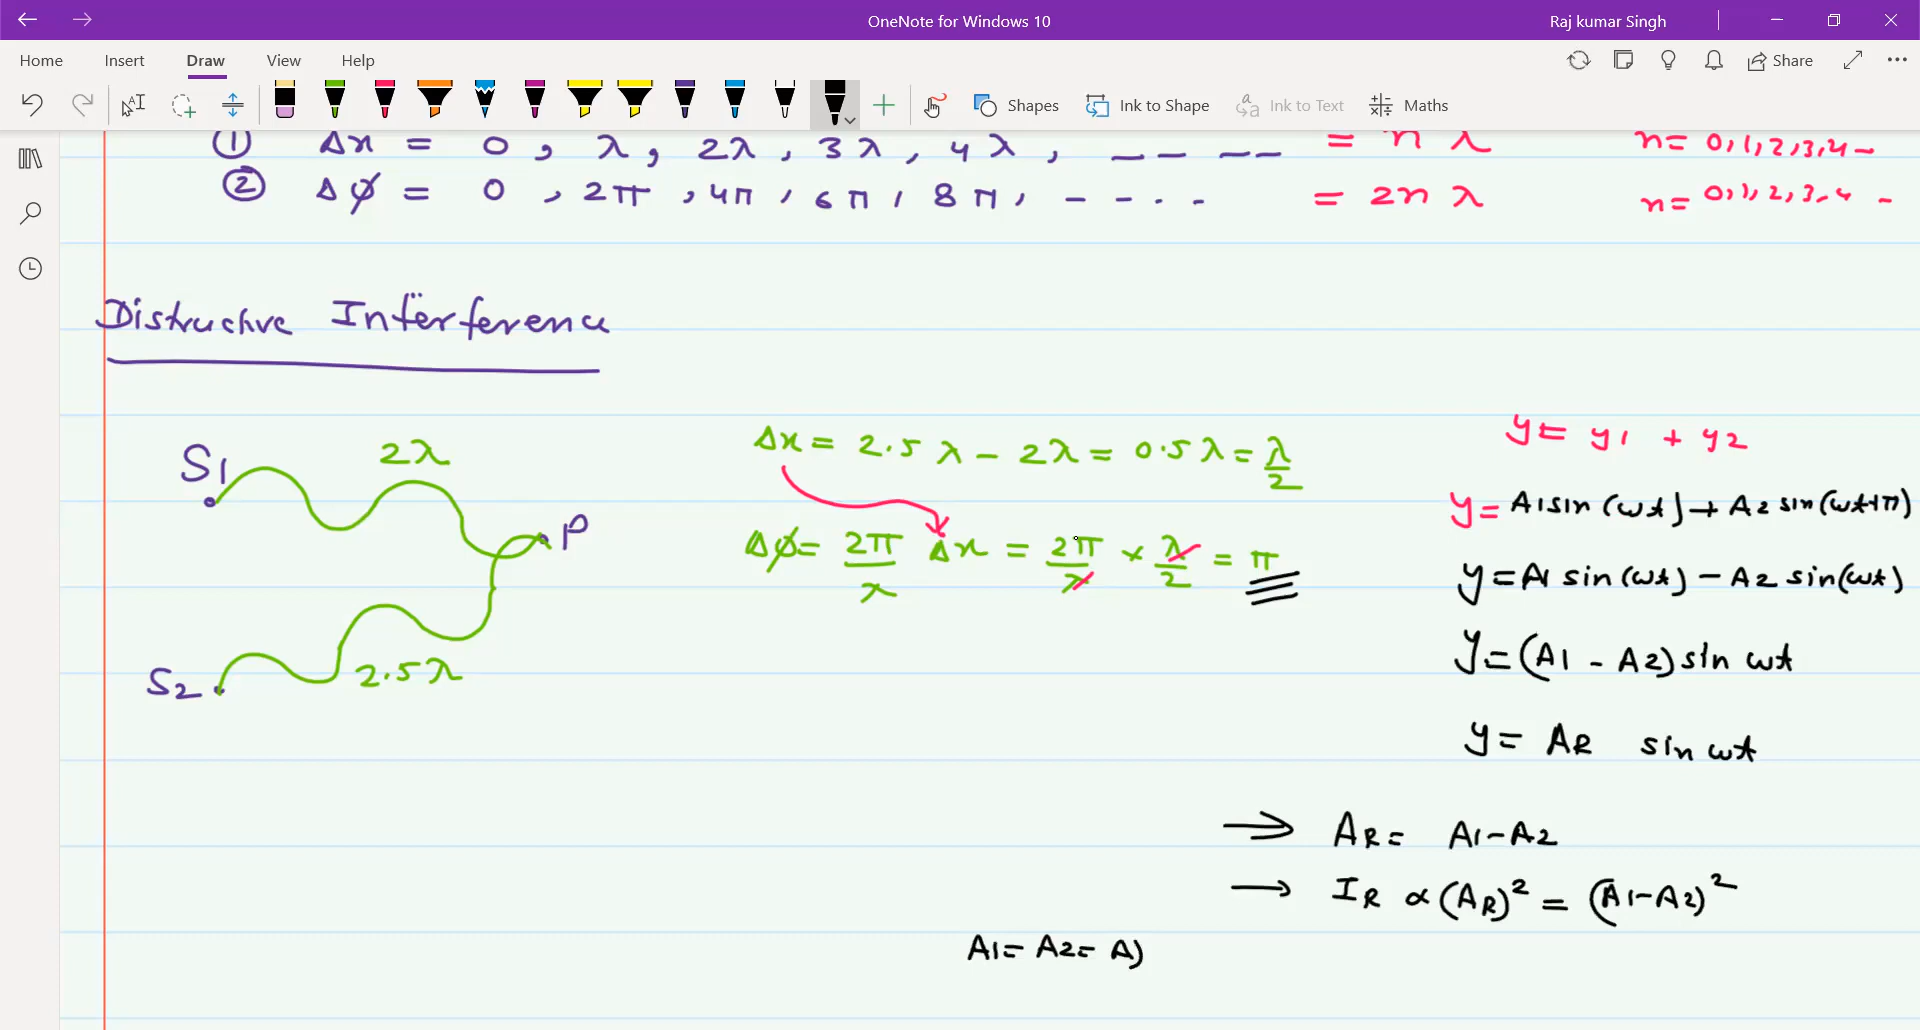 OneNote for Windows 10
Raj kumar Singh
Home Insert Draw View Help
Share
Shapes Ink to Shape Ink to Text Maths
① Δx = 0, λ, 2λ, 3λ, 4λ, ---- = n λ n= 0,1,2,3,4-
② Δφ = 0, 2π, 4π, 6π, 8π, ---- = 2n λ n= 0,1,2,3,4 -
Distructive Interference
S1 2λ P
S2 2.5λ
Δx = 2.5 λ - 2λ = 0.5 λ = λ/2
Δφ = 2π/λ Δx = 2π/λ × λ/2 = π
y = y1 + y2
y = A1 sin (ωt) + A2 sin(ωt+π)
y = A1 sin(ωt) - A2 sin(ωt)
y = (A1 - A2) sin ωt
y = AR sin ωt
⇒ AR = A1-A2
→ IR ∝ (AR)² = (A1-A2)²
A1= A2= A)